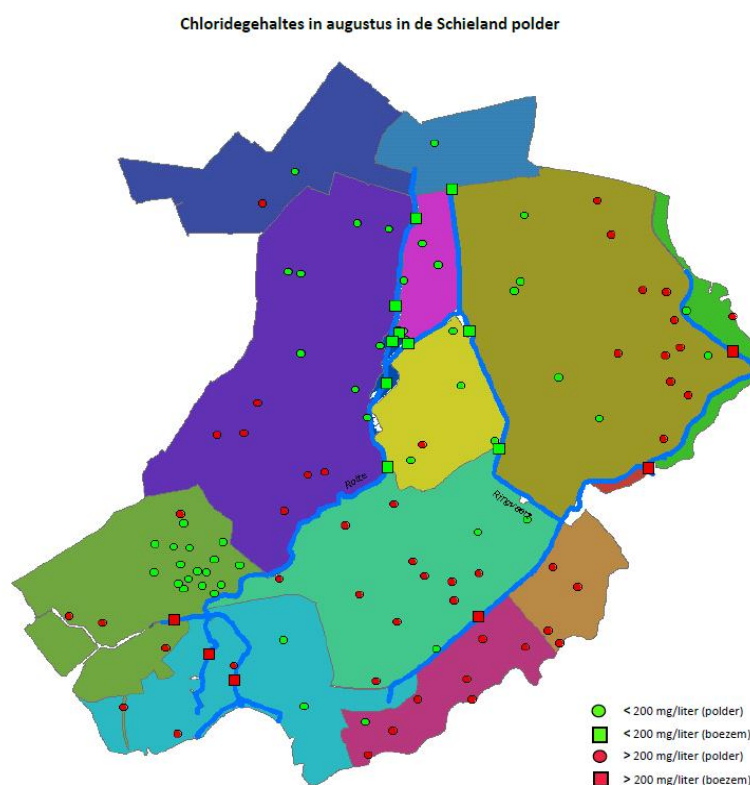 Chloridegehaltes in augustus in de Schieland polder
Rotte
Ringvaart
< 200 mg/liter (polder)
< 200 mg/liter (boezem)
> 200 mg/liter (polder)
> 200 mg/liter (boezem)